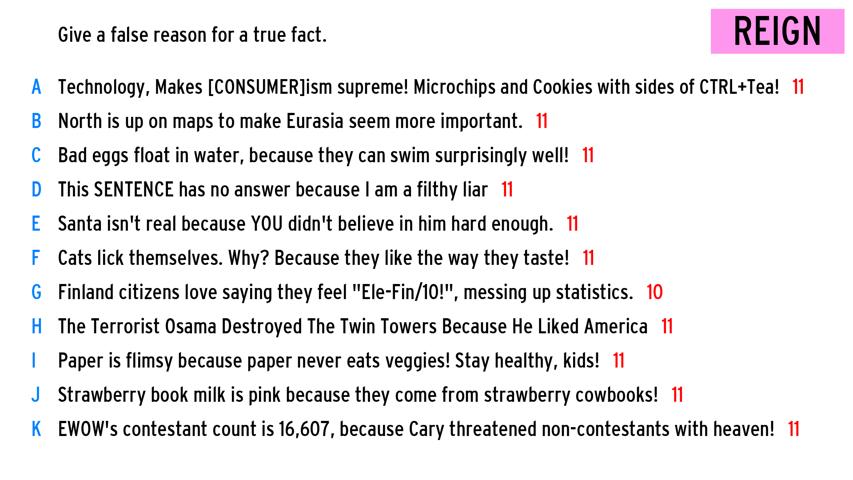 Give a false reason for a true fact.
REIGN
A Technology, Makes [CONSUMER]ism supreme! Microchips and Cookies with sides of CTRL+Tea! 11
B North is up on maps to make Eurasia seem more important. 11
C Bad eggs float in water, because they can swim surprisingly well! 11
D This SENTENCE has no answer because I am a filthy liar 11
E Santa isn't real because YOU didn't believe in him hard enough. 11
F Cats lick themselves. Why? Because they like the way they taste! 11
G Finland citizens love saying they feel "Ele-Fin/10!", messing up statistics. 10
H The Terrorist Osama Destroyed The Twin Towers Because He Liked America 11
I Paper is flimsy because paper never eats veggies! Stay healthy, kids! 11
J Strawberry book milk is pink because they come from strawberry cowbooks! 11
K EWOW's contestant count is 16,607, because Cary threatened non-contestants with heaven! 11